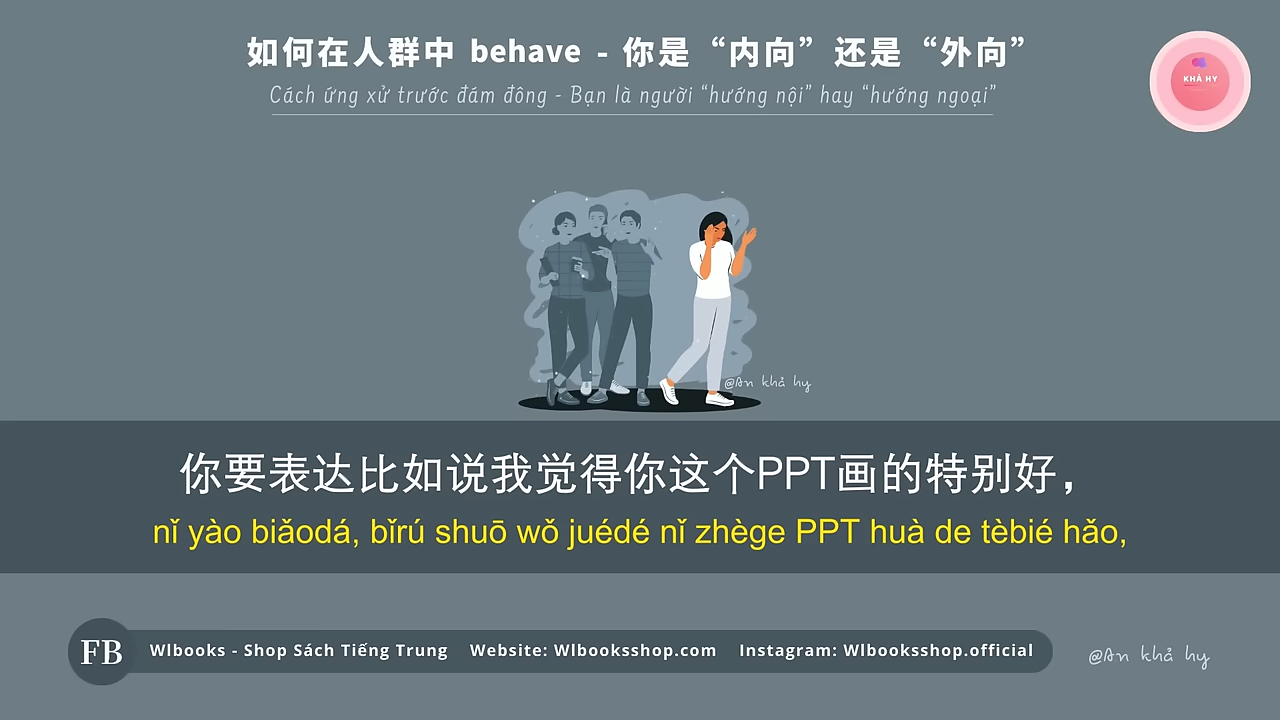 如何在人群中 behave - 你是“内向”还是“外向”
Cách ứng xử trước đám đông - Bạn là người “hướng nội” hay “hướng ngoại”
KHẢ HY
@An khả hy
你要表达比如说我觉得你这个PPT画的特别好，
nǐ yào biǎodá, bǐrú shuō wǒ juédé nǐ zhège PPT huà de tèbié hǎo,
FB Wlbooks - Shop Sách Tiếng Trung Website: Wlbooksshop.com Instagram: Wlbooksshop.official
@An khả hy